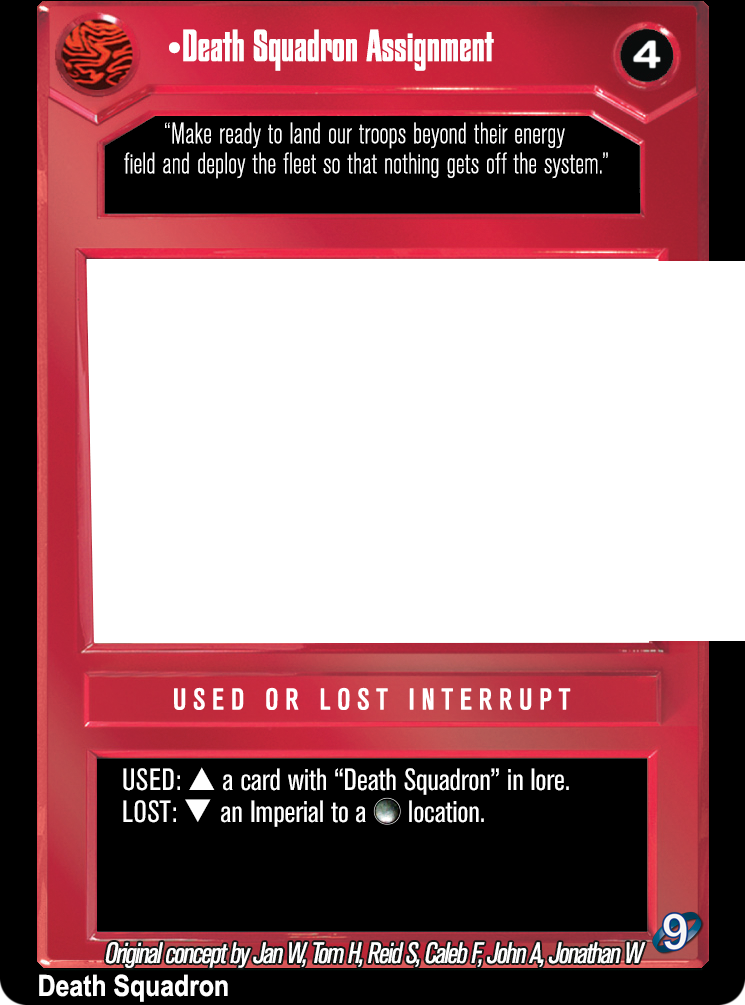 •Death Squadron Assignment
4
“Make ready to land our troops beyond their energy
field and deploy the fleet so that nothing gets off the system.”
USED OR LOST INTERRUPT
USED: ▲ a card with “Death Squadron” in lore.
LOST: ▼ an Imperial to a location.
9
Original concept by Jan W, Tom H, Reid S, Caleb F, John A, Jonathan W
Death Squadron